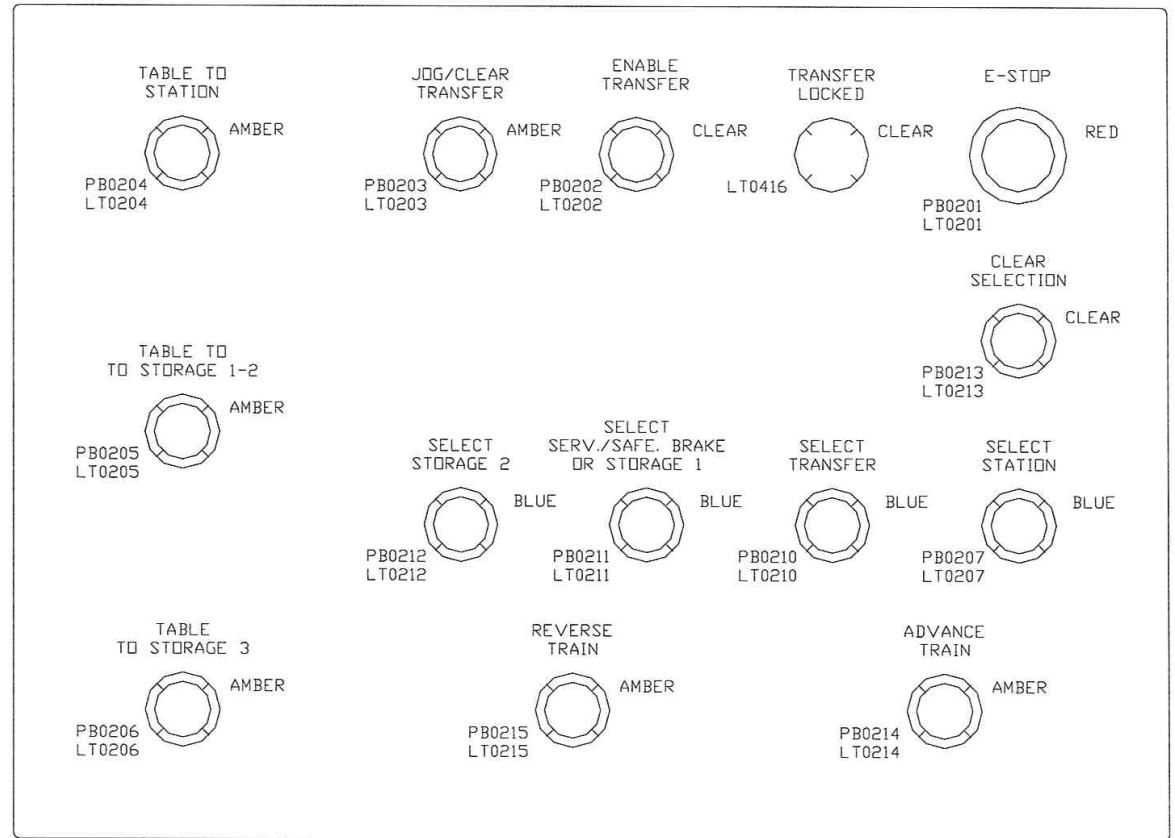 TABLE TO
STATION
AMBER
PB0204
LT0204
JOG/CLEAR
TRANSFER
AMBER
PB0203
LT0203
ENABLE
TRANSFER
CLEAR
PB0202
LT0202
TRANSFER
LOCKED
CLEAR
LT0416
E-STOP
RED
PB0201
LT0201
CLEAR
SELECTION
CLEAR
PB0213
LT0213
TABLE TO
TO STORAGE 1-2
AMBER
PB0205
LT0205
SELECT
STORAGE 2
BLUE
PB0212
LT0212
SELECT
SERV./SAFE. BRAKE
OR STORAGE 1
BLUE
PB0211
LT0211
SELECT
TRANSFER
BLUE
PB0210
LT0210
SELECT
STATION
BLUE
PB0207
LT0207
TABLE
TO STORAGE 3
AMBER
PB0206
LT0206
REVERSE
TRAIN
AMBER
PB0215
LT0215
ADVANCE
TRAIN
AMBER
PB0214
LT0214